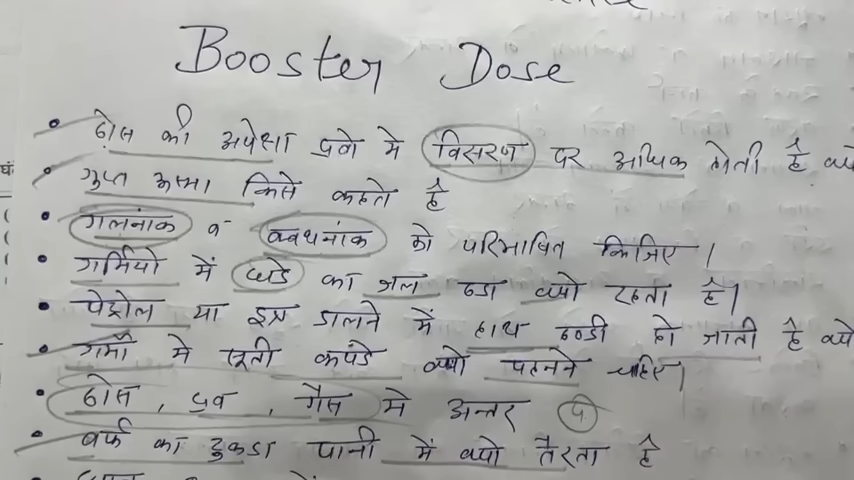 Booster Dose
• ठोस की अपेक्षा द्रवो मे विसरण दर अधिक होती है क्यो
• गुप्त ऊष्मा किसे कहते है
• गलनांक व क्वथनांक को परिभाषित किजिए।
• गर्मियो में घडे का जल ठडा क्यो रहता है।
• पेट्रोल या इत्र डालने में हाथ ठण्डी हो जाती है क्यो
• गर्मी मे सूती कपडे क्यो पहनने चाहिए।
• ठोस, द्रव, गैस मे अन्तर
• बर्फ का टुकडा पानी में क्यो तैरता है